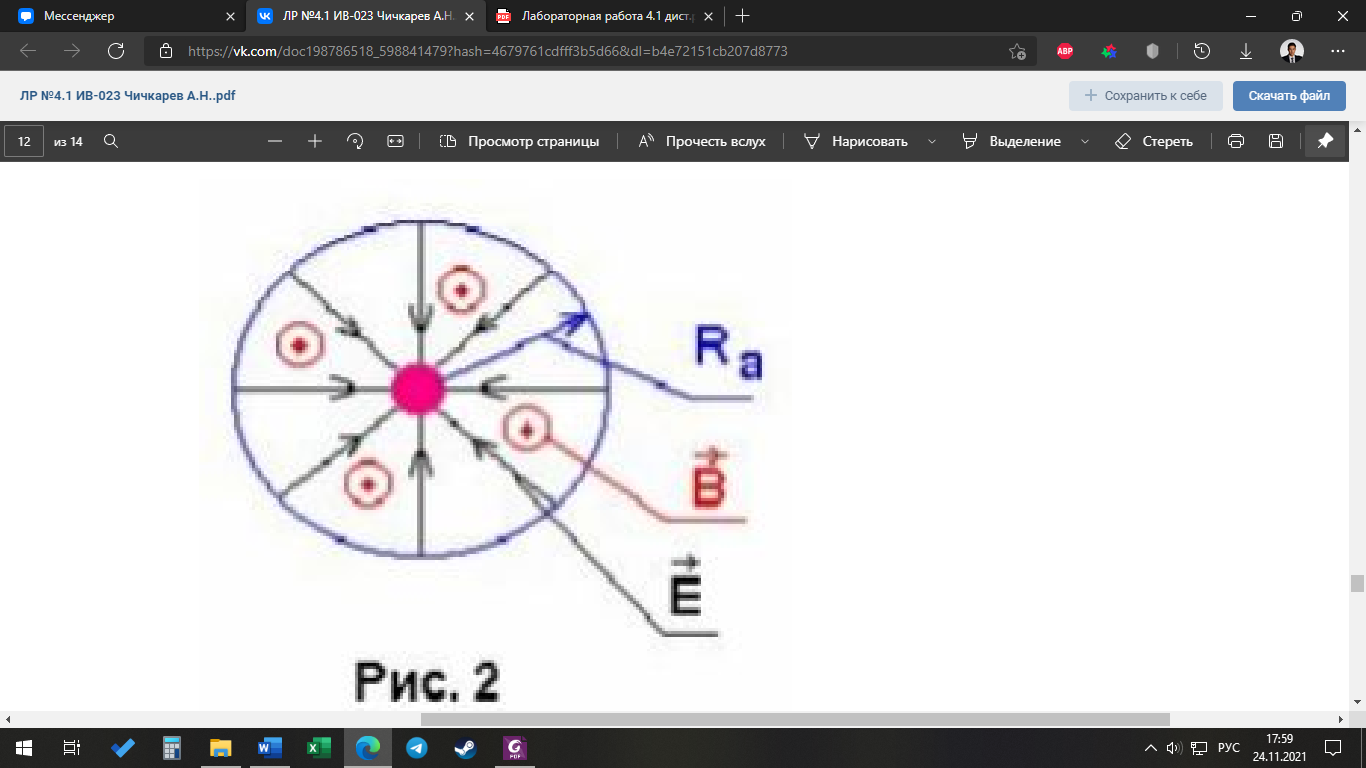 Мессенджер
ЛР №4.1 ИВ-023 Чичкарев А.Н.
Лабораторная работа 4.1 дист.p
https://vk.com/doc198786518_598841479?hash=4679761cdfff3b5d66&dl=b4e72151cb207d8773
ABP
ЛР №4.1 ИВ-023 Чичкарев А.Н..pdf
Сохранить к себе
Скачать файл
12 из 14
Просмотр страницы
Прочесть вслух
Нарисовать
Выделение
Стереть
R a
B
E
Рис. 2
РУС
17:59
24.11.2021